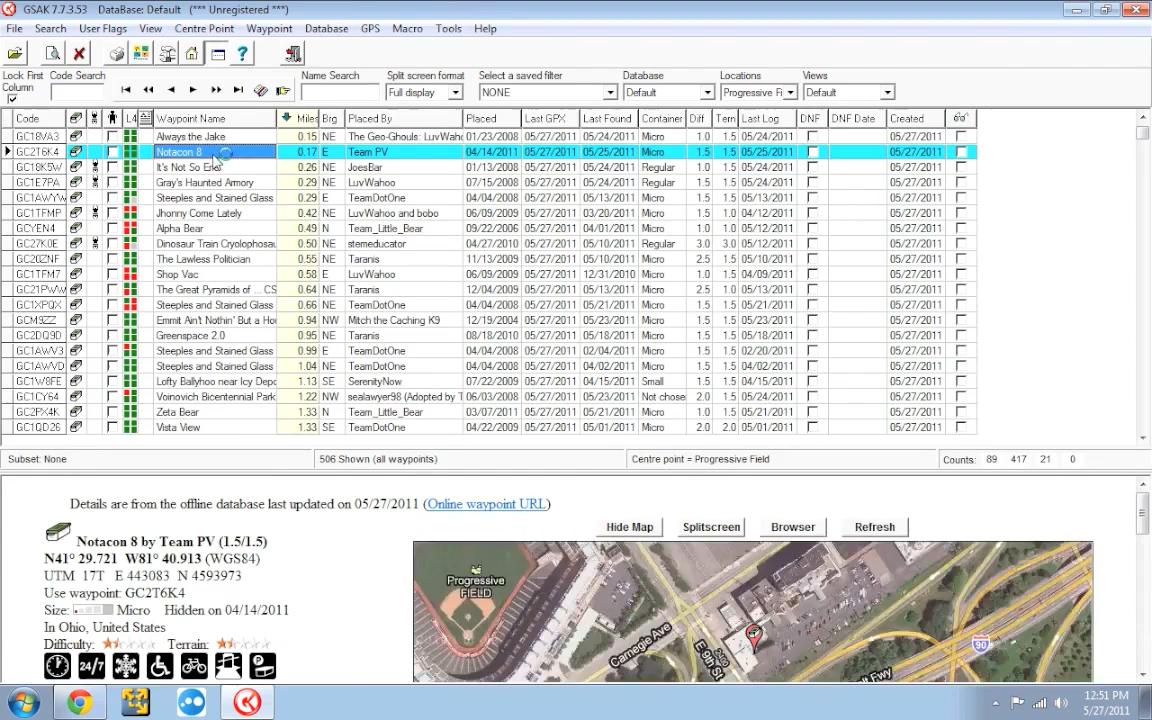 GSAK 7.7.3.53 DataBase: Default (*** Unregistered ***)
File Search User Flags View Centre Point Waypoint Database GPS Macro Tools Help
Lock First Column Code Search Name Search Split screen format Select a saved filter Database Locations Views
Full display NONE Default Progressive Fi Default
Code L4 Waypoint Name Miles Brg Placed By Placed Last GPX Last Found Container Diff Terr Last Log DNF DNF Date Created
GC18VA3 Always the Jake 0.15 NE The Geo-Ghouls: LuvWah 01/23/2008 05/27/2011 05/24/2011 Micro 1.0 1.5 05/24/2011 05/27/2011
GC2T6K4 Notacon 8 0.17 E Team PV 04/14/2011 05/27/2011 05/25/2011 Micro 1.5 1.5 05/25/2011 05/27/2011
GC18K5W It's Not So Erie 0.26 NE JoesBar 01/13/2008 05/27/2011 05/24/2011 Regular 1.5 1.5 05/24/2011 05/27/2011
GC1E7PA Gray's Haunted Armory 0.29 NE LuvWahoo 07/15/2008 05/27/2011 05/24/2011 Regular 1.5 1.5 05/24/2011 05/27/2011
GC1AWYW Steeples and Stained Glass 0.29 E TeamDotOne 04/04/2008 05/27/2011 05/13/2011 Micro 1.5 1.5 05/13/2011 05/27/2011
GC1TFMP Jhonny Come Lately 0.42 NE LuvWahoo and bobo 06/09/2009 05/27/2011 03/20/2011 Micro 1.5 1.0 04/12/2011 05/27/2011
GCYEN4 Alpha Bear 0.49 N Team_Little_Bear 09/22/2006 05/27/2011 04/01/2011 Micro 1.5 1.0 05/12/2011 05/27/2011
GC27K0E Dinosaur Train Cryolophosau 0.50 NE stemeducator 04/27/2010 05/27/2011 05/10/2011 Regular 3.0 3.0 05/12/2011 05/27/2011
GC20ZNF The Lawless Politician 0.55 NE Taranis 11/13/2009 05/27/2011 05/10/2011 Micro 2.5 1.5 05/10/2011 05/27/2011
GC1TFM7 Shop Vac 0.58 E LuvWahoo 06/09/2009 05/27/2011 12/31/2010 Micro 1.5 1.0 04/09/2011 05/27/2011
GC21PWW The Great Pyramids of ... CS 0.64 NE Taranis 12/04/2009 05/27/2011 05/13/2011 Micro 2.5 1.0 05/13/2011 05/27/2011
GC1XPQX Steeples and Stained Glass 0.66 NE TeamDotOne 04/04/2008 05/27/2011 05/21/2011 Micro 1.5 1.5 05/21/2011 05/27/2011
GCM9ZZ Emmit Ain't Nothin' But a Ho 0.94 NW Mitch the Caching K9 12/19/2004 05/27/2011 05/23/2011 Micro 1.5 1.5 05/23/2011 05/27/2011
GC2DQ9D Greenspace 2.0 0.95 NE Taranis 08/18/2010 05/27/2011 05/18/2011 Micro 1.5 1.5 05/18/2011 05/27/2011
GC1AWV3 Steeples and Stained Glass 0.99 E TeamDotOne 04/04/2008 05/27/2011 02/04/2011 Micro 1.5 1.5 02/20/2011 05/27/2011
GC1AWVD Steeples and Stained Glass 1.04 NE TeamDotOne 04/04/2008 05/27/2011 04/02/2011 Micro 1.5 1.5 04/02/2011 05/27/2011
GC1W8FE Lofty Ballyhoo near Icy Depo 1.13 SE SerenityNow 07/22/2009 05/27/2011 04/15/2011 Small 1.5 1.5 04/15/2011 05/27/2011
GC1CY64 Voinovich Bicentennial Park 1.22 NW sealawyer98 (Adopted by T 06/03/2008 05/27/2011 05/24/2011 Not chose 2.0 1.5 05/24/2011 05/27/2011
GC2PX4K Zeta Bear 1.33 N Team_Little_Bear 03/07/2011 05/27/2011 05/21/2011 Micro 1.0 1.5 05/21/2011 05/27/2011
GC1QD26 Vista View 1.33 SE TeamDotOne 04/22/2009 05/27/2011 05/01/2011 Micro 2.0 2.0 05/01/2011 05/27/2011
Subset: None 506 Shown (all waypoints) Centre point = Progressive Field Counts: 89 417 21 0
Details are from the offline database last updated on 05/27/2011 (Online waypoint URL)
Hide Map Splitscreen Browser Refresh
Notacon 8 by Team PV (1.5/1.5)
N41° 29.721 W81° 40.913 (WGS84)
UTM 17T E 443083 N 4593973
Use waypoint: GC2T6K4
Size: Micro Hidden on 04/14/2011
In Ohio, United States
Difficulty: Terrain:
24/7
Progressive FIELD
Carnegie Ave
E 9th St
90
lt Fwy
12:51 PM
5/27/2011